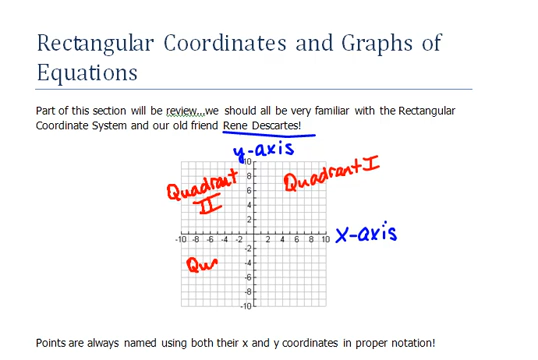 Rectangular Coordinates and Graphs of
Equations
Part of this section will be review...we should all be very familiar with the Rectangular
Coordinate System and our old friend Rene Descartes!
y-axis
Quadrant I
Quadrant
II
10
8
6
4
2
-10 -8 -6 -4 -2 2 4 6 8 10
x-axis
-2
-4
Qua
-6
-8
-10
Points are always named using both their x and y coordinates in proper notation!